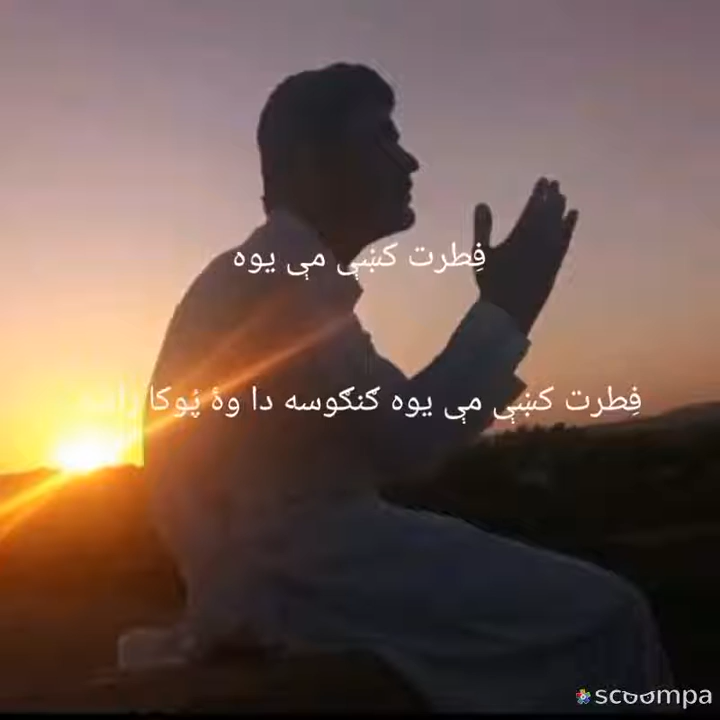 فِطرت کښې مې يوه
فِطرت کښې مې يوه ګنګوسه دا وۀ پُوکا
scoompa